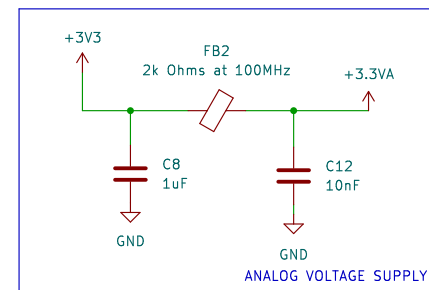 +3V3
FB2
2k Ohms at 100MHz
+3.3VA
C8
1uF
C12
10nF
GND
GND
ANALOG VOLTAGE SUPPLY